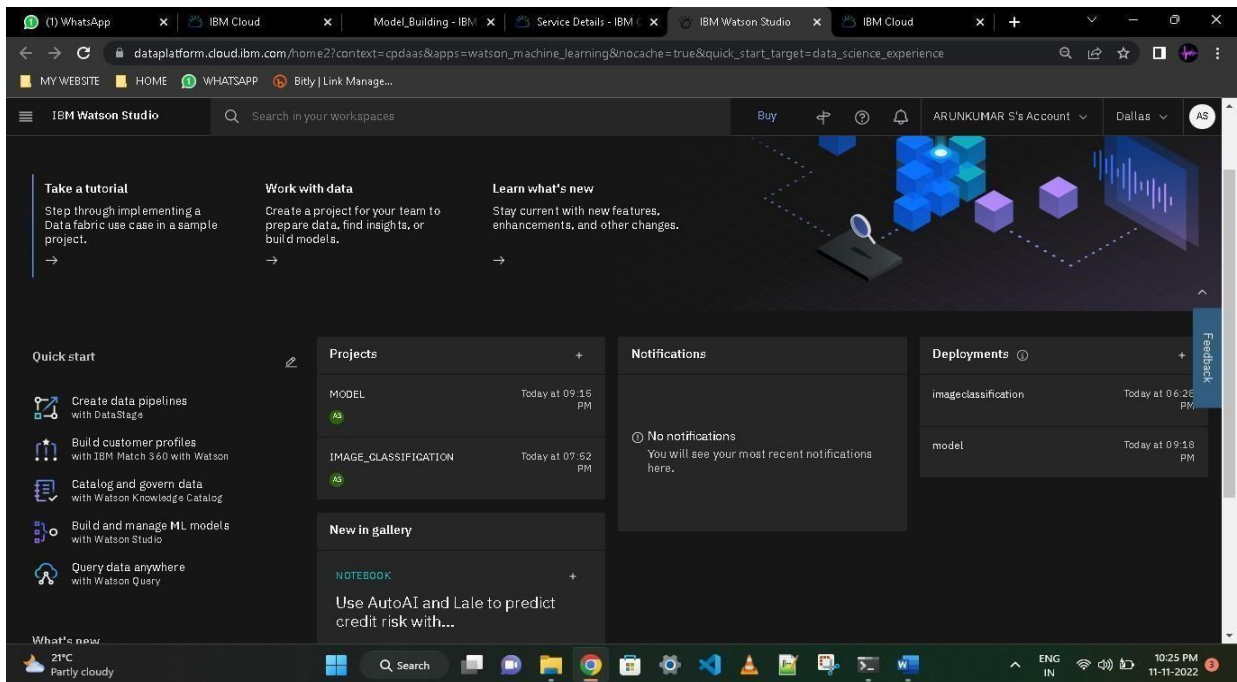 (1) WhatsApp
IBM Cloud
Model_Building - IBM
Service Details - IBM C
IBM Watson Studio
IBM Cloud
dataplatform.cloud.ibm.com/home2?context=cpdaas&apps=watson_machine_learning&nocache=true&quick_start_target=data_science_experience
MY WEBSITE
HOME
WHATSAPP
Bitly | Link Manage...
IBM Watson Studio
Search in your workspaces
Buy
ARUNKUMAR S's Account
Dallas
AS
Take a tutorial
Step through implementing a
Data fabric use case in a sample
project.
Work with data
Create a project for your team to
prepare data, find insights, or
build models.
Learn what's new
Stay current with new features,
enhancements, and other changes.
Feedback
Quick start
Create data pipelines
with DataStage
Build customer profiles
with IBM Match 360 with Watson
Catalog and govern data
with Watson Knowledge Catalog
Build and manage ML models
with Watson Studio
Query data anywhere
with Watson Query
What's new
Projects
MODEL
Today at 09:15
PM
AS
IMAGE_CLASSIFICATION
Today at 07:52
PM
AS
New in gallery
NOTEBOOK
Use AutoAI and Lale to predict
credit risk with...
Notifications
No notifications
You will see your most recent notifications
here.
Deployments
imageclassification
Today at 06:28
PM
model
Today at 09:18
PM
21°C
Partly cloudy
Search
ENG
IN
10:25 PM
11-11-2022
3